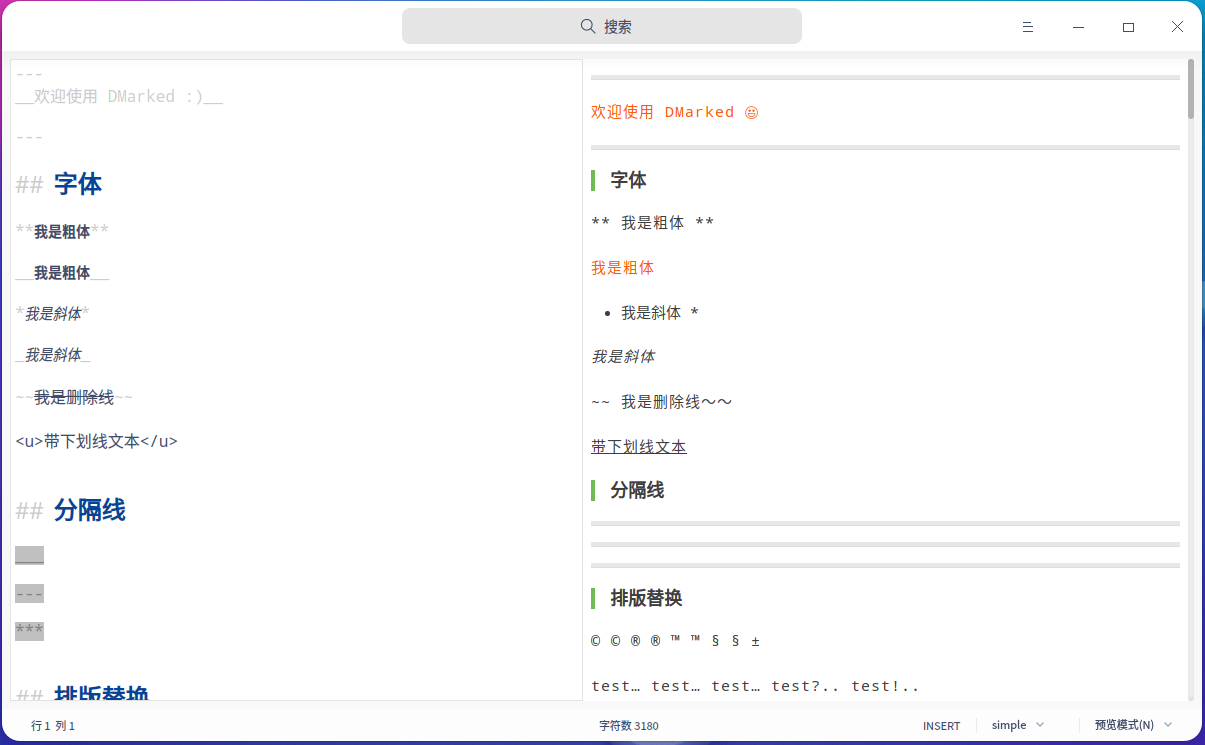 搜索
---
__欢迎使用 DMarked :)__
---
## 字体
**我是粗体**
__我是粗体__
*我是斜体*
_我是斜体_
~~我是删除线~~
<u>带下划线文本</u>
## 分隔线
___
---
***
## 排版替换
欢迎使用 DMarked 😃
字体
** 我是粗体 **
我是粗体
• 我是斜体 *
我是斜体
~~ 我是删除线～～
带下划线文本
分隔线
排版替换
© © ® ® ™ ™ § § ±
test… test… test… test?.. test!..
行 1 列 1
字符数 3180
INSERT
simple
预览模式(N)